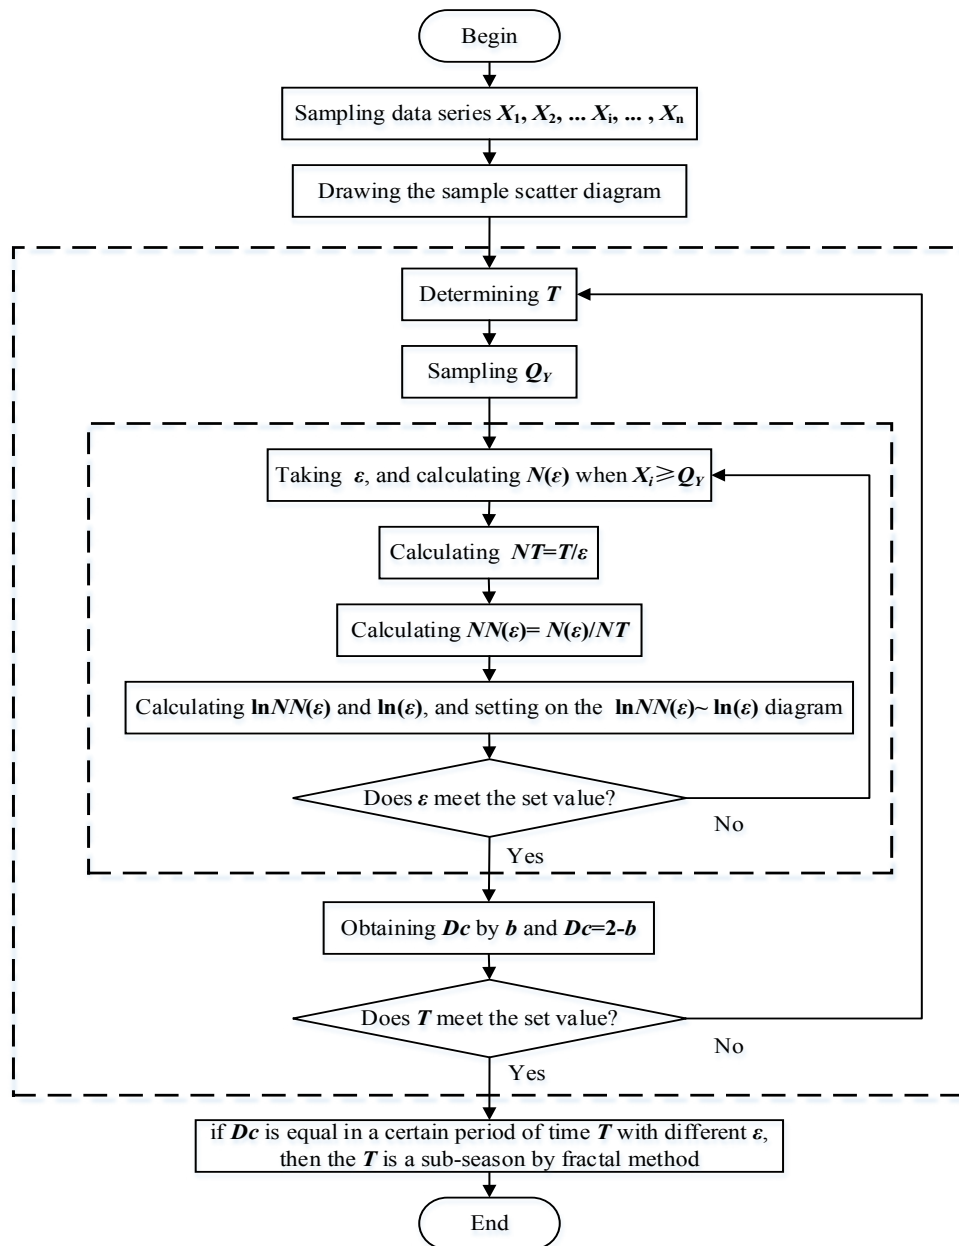 Begin
Sampling data series X₁, X₂, ... Xᵢ, ... , Xₙ
Drawing the sample scatter diagram
Determining T
Sampling Q_Y
Taking ε, and calculating N(ε) when Xᵢ≥Q_Y
Calculating NT=T/ε
Calculating NN(ε)= N(ε)/NT
Calculating lnNN(ε) and ln(ε), and setting on the lnNN(ε)~ ln(ε) diagram
Does ε meet the set value?
No
Yes
Obtaining Dc by b and Dc=2-b
Does T meet the set value?
No
Yes
if Dc is equal in a certain period of time T with different ε,
then the T is a sub-season by fractal method
End